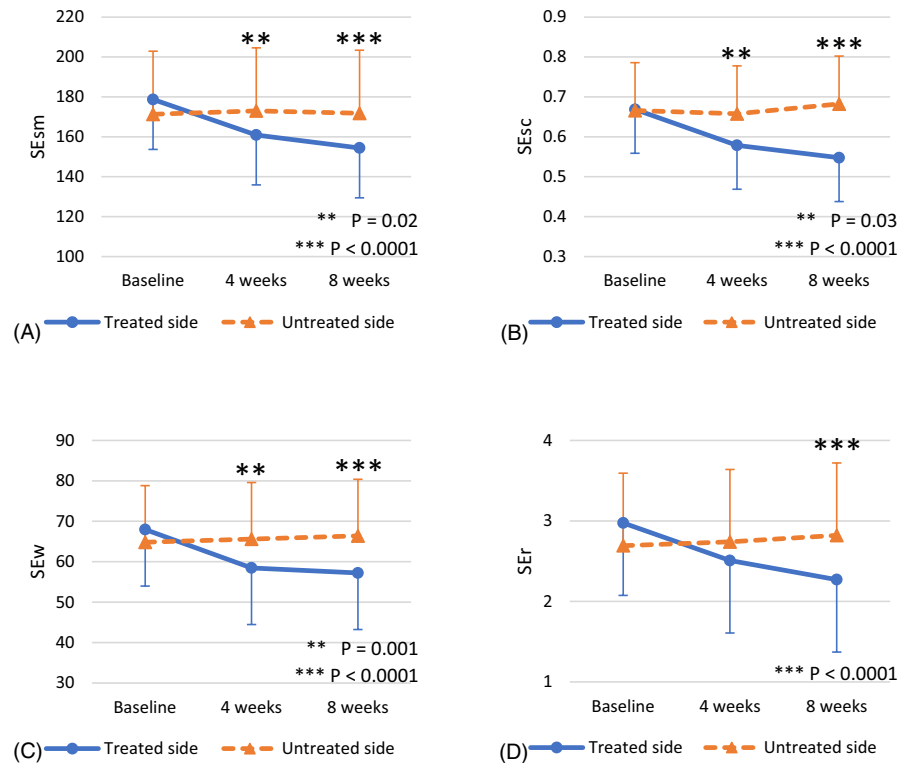 220
200
180
160
140
120
100
SEsm
** ***
** P = 0.02
*** P < 0.0001
Baseline 4 weeks 8 weeks
(A) Treated side Untreated side
0.9
0.8
0.7
0.6
0.5
0.4
0.3
SEsc
** ***
** P = 0.03
*** P < 0.0001
Baseline 4 weeks 8 weeks
(B) Treated side Untreated side
90
80
70
60
50
40
30
SEw
** ***
** P = 0.001
*** P < 0.0001
Baseline 4 weeks 8 weeks
(C) Treated side Untreated side
4
3
2
1
SEr
***
*** P < 0.0001
Baseline 4 weeks 8 weeks
(D) Treated side Untreated side